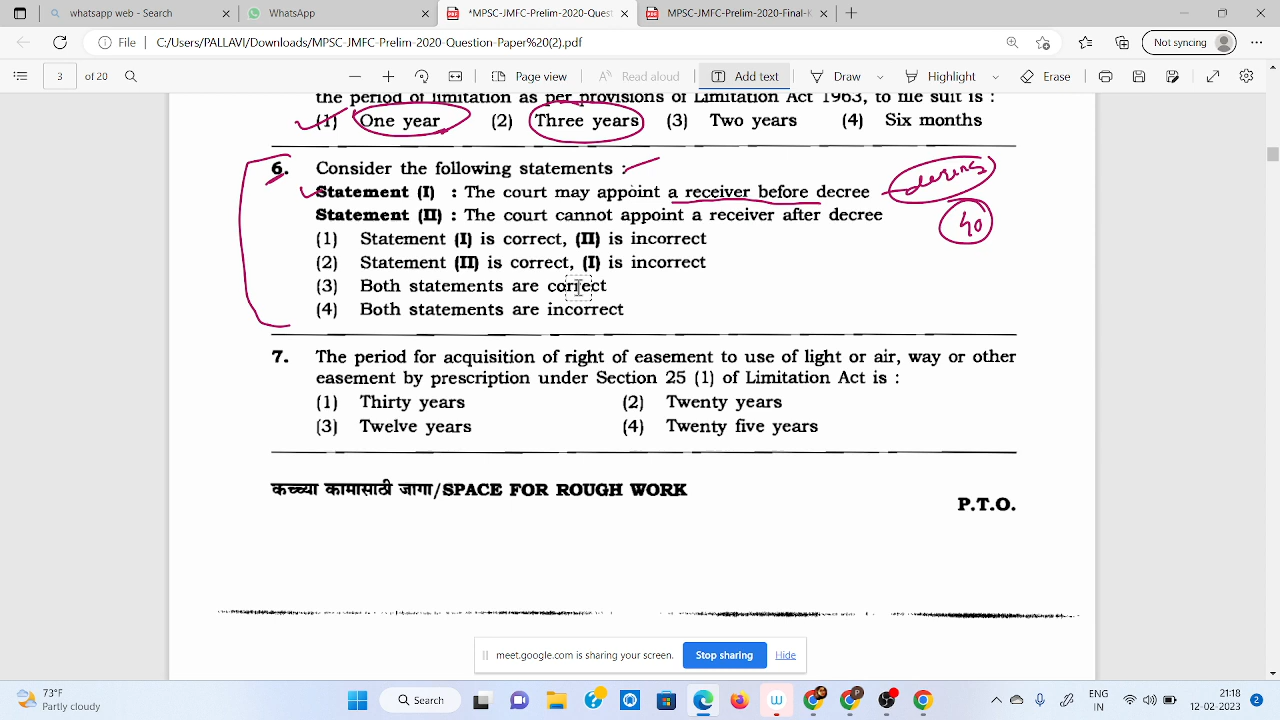 whatsapp web - Search
WhatsApp
*MPSC-JMFC-Prelim-2020-Quest
MPSC-JMFC-Prelim-JMFC-Final-K
File C:/Users/PALLAVI/Downloads/MPSC-JMFC-Prelim-2020-Question-Paper%20(2).pdf
Not syncing
3 of 20
Page view
Read aloud
Add text
Draw
Highlight
Erase
the period of limitation as per provisions of Limitation Act 1963, to file suit is :
(1) One year (2) Three years (3) Two years (4) Six months
6. Consider the following statements :
Statement (I) : The court may appoint a receiver before decree
Statement (II) : The court cannot appoint a receiver after decree
40
(1) Statement (I) is correct, (II) is incorrect
(2) Statement (II) is correct, (I) is incorrect
(3) Both statements are correct
(4) Both statements are incorrect
7. The period for acquisition of right of easement to use of light or air, way or other
easement by prescription under Section 25 (1) of Limitation Act is :
(1) Thirty years (2) Twenty years
(3) Twelve years (4) Twenty five years
कच्च्या कामासाठी जागा/SPACE FOR ROUGH WORK
P.T.O.
meet.google.com is sharing your screen.
Stop sharing
Hide
73°F
Partly cloudy
Search
ENG
IN
21:18
12-02-2023
2